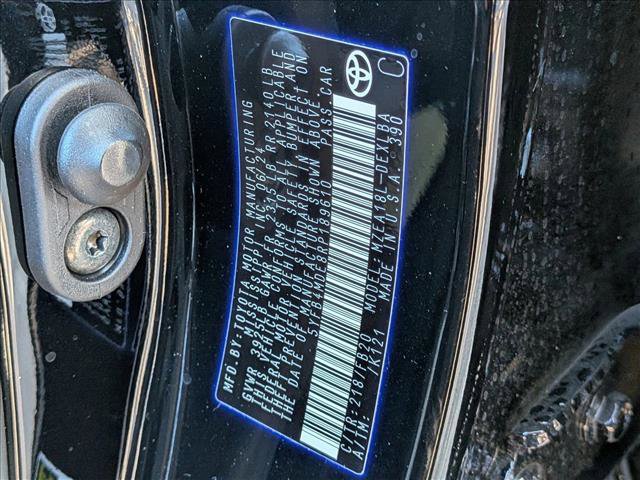 MFD. BY: TOYOTA MOTOR MANUFACTURING
MISSISSIPPI, INC. 06/24
GVWR 3925LB GAWR FR 2315 LB RR 2140 LB
THIS VEHICLE CONFORMS TO ALL APPLICABLE
FEDERAL MOTOR VEHICLE SAFETY, BUMPER AND
THEFT PREVENTION STANDARDS IN EFFECT ON
THE DATE OF MANUFACTURE SHOWN ABOVE.
PASS. CAR
C/TR: 218/FB20
MODEL: MZEA12L-DEXLBA
A/TM: /K121
MADE IN U.S.A. 390
C